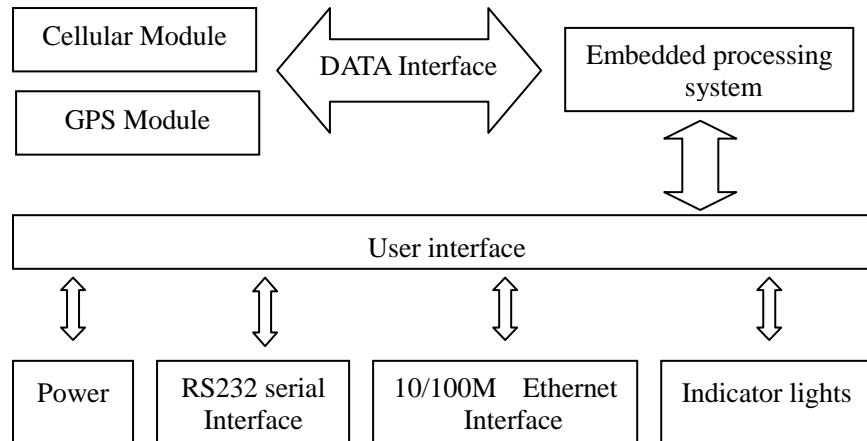 Cellular Module
DATA Interface
Embedded processing
system
GPS Module
User interface
Power
RS232 serial
Interface
10/100M Ethernet
Interface
Indicator lights